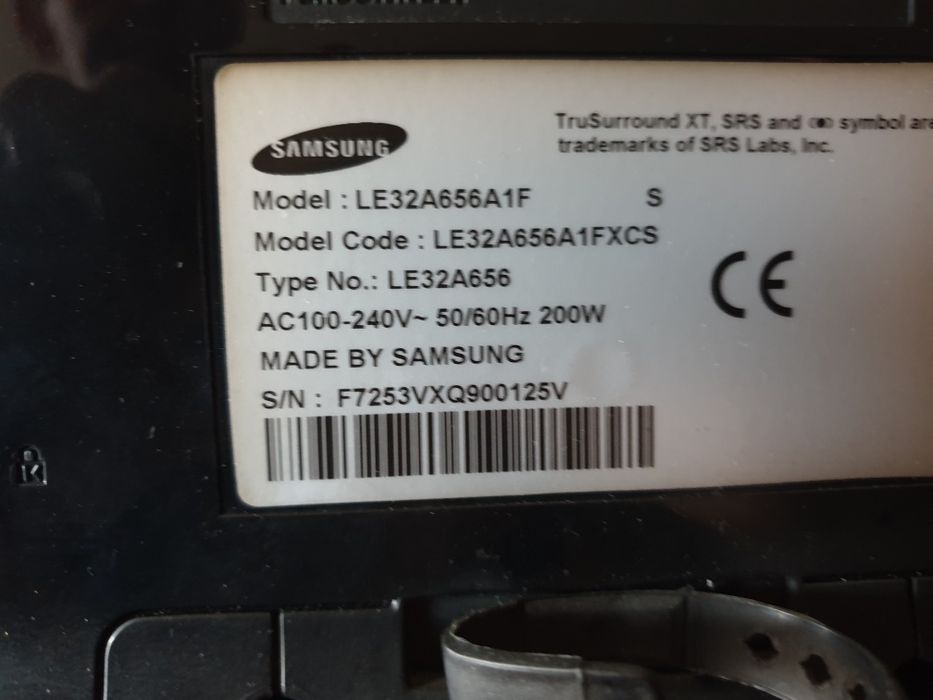 SAMSUNG
TruSurround XT, SRS and symbol are
trademarks of SRS Labs, Inc.
Model : LE32A656A1F S
Model Code : LE32A656A1FXCS
Type No.: LE32A656
AC100-240V~ 50/60Hz 200W
MADE BY SAMSUNG
S/N : F7253VXQ900125V
CE
K